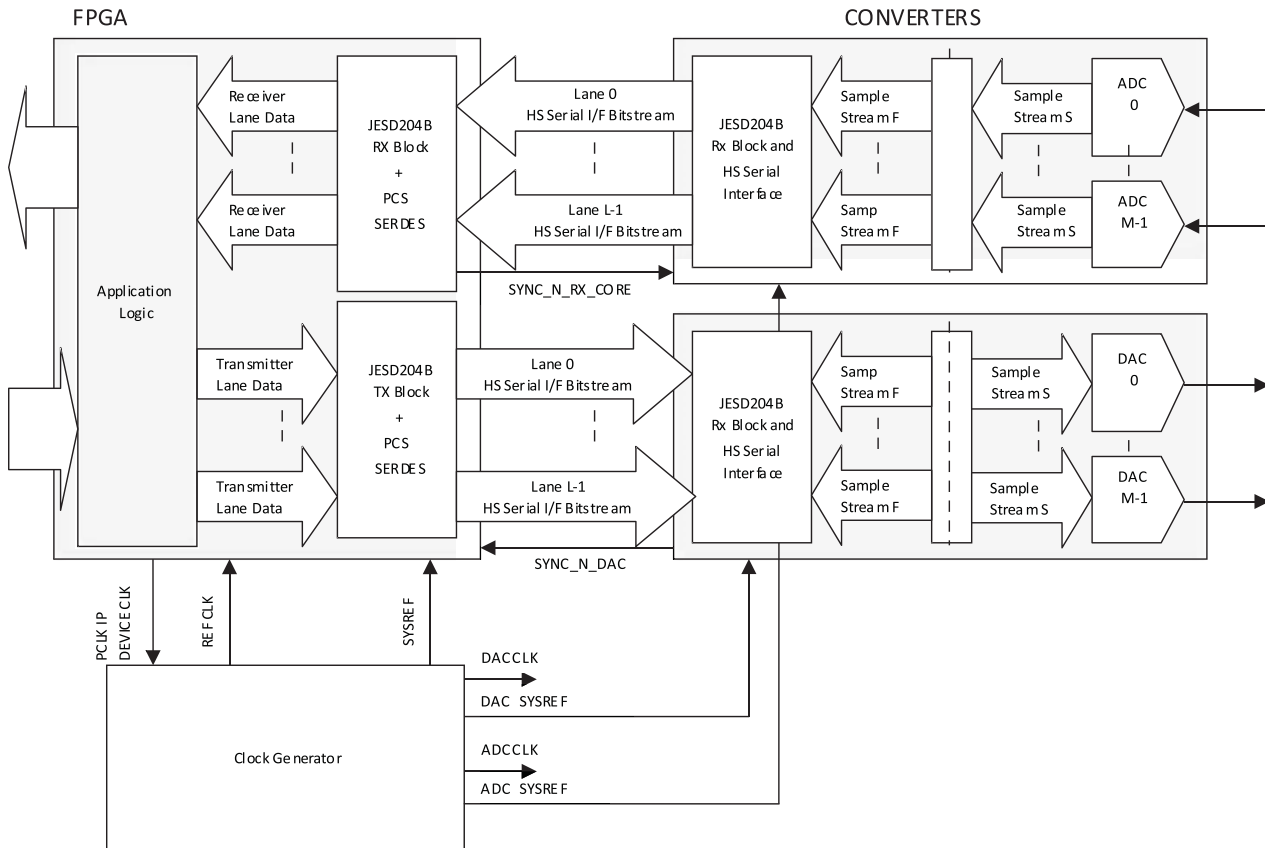 FPGA
CONVERTERS
Application
Logic
Receiver
Lane Data
Receiver
Lane Data
JESD204B
RX Block
+
PCS
SERDES
Lane 0
HS Serial I/F Bitstream
Lane L-1
HS Serial I/F Bitstream
SYNC_N_RX_CORE
JESD204B
Rx Block and
HS Serial
Interface
Sample
Stream F
Samp
Stream F
Sample
Stream S
Sample
Stream S
ADC
0
ADC
M-1
Transmitter
Lane Data
Transmitter
Lane Data
JESD204B
TX Block
+
PCS
SERDES
Lane 0
HS Serial I/F Bitstream
Lane L-1
HS Serial I/F Bitstream
SYNC_N_DAC
JESD204B
Rx Block and
HS Serial
Interface
Samp
Stream F
Sample
Stream F
Sample
Stream S
Sample
Stream S
DAC
0
DAC
M-1
PCLK IP
DEVICE CLK
REF CLK
SYSREF
DACCLK
DAC SYSREF
ADCCLK
ADC SYSREF
Clock Generator